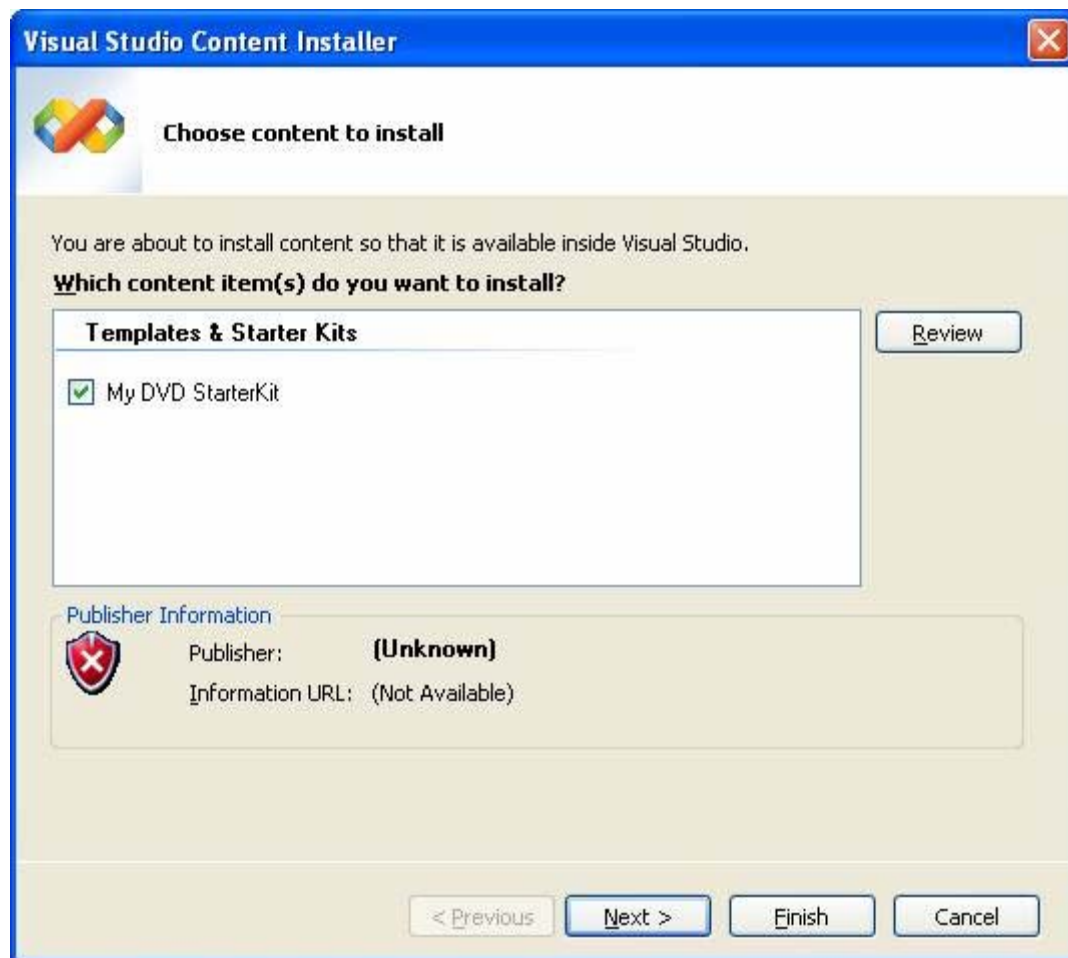 Visual Studio Content Installer
Choose content to install
You are about to install content so that it is available inside Visual Studio.
Which content item(s) do you want to install?
Templates & Starter Kits
Review
My DVD StarterKit
Publisher Information
Publisher: (Unknown)
Information URL: (Not Available)
< Previous
Next >
Finish
Cancel